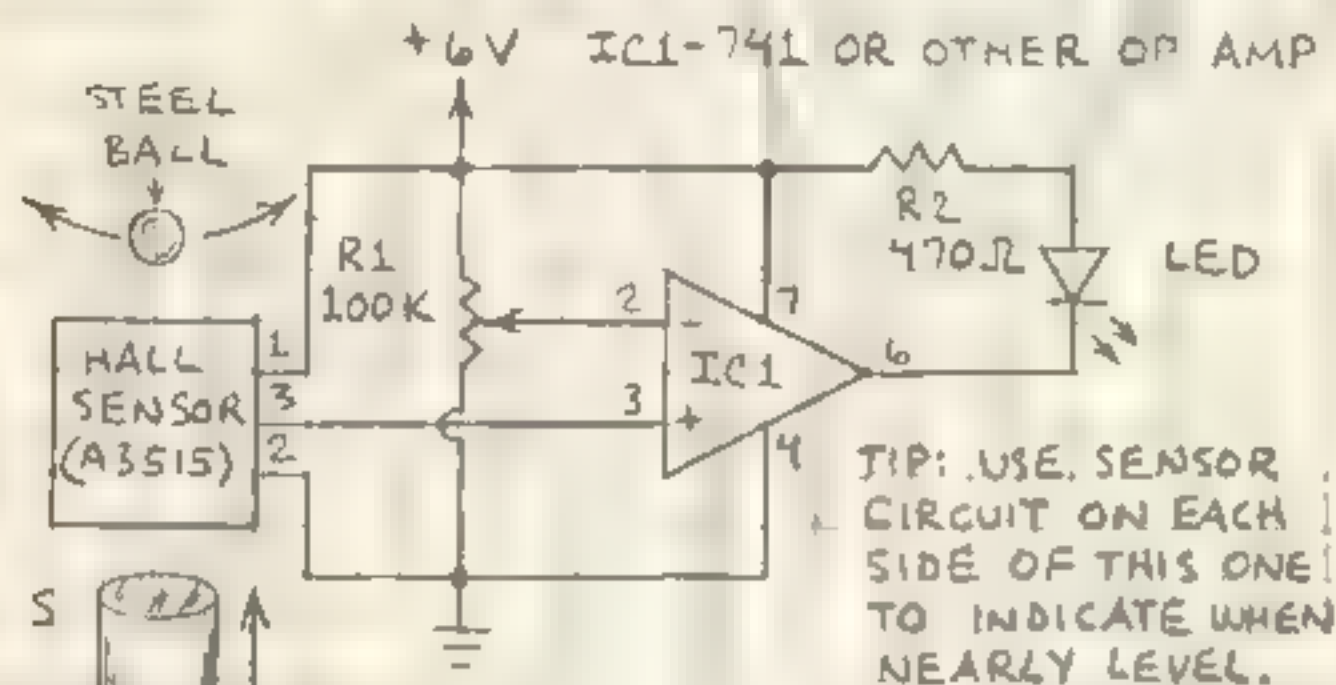 +6V IC1-741 OR OTHER OP AMP
STEEL
BALL
R1
100K
R2
470Ω
LED
2
-
7
IC1
6
3
+
4
HALL
SENSOR
(A3515)
1
3
2
TIP: USE SENSOR
CIRCUIT ON EACH
SIDE OF THIS ONE
TO INDICATE WHEN
NEARLY LEVEL.
S